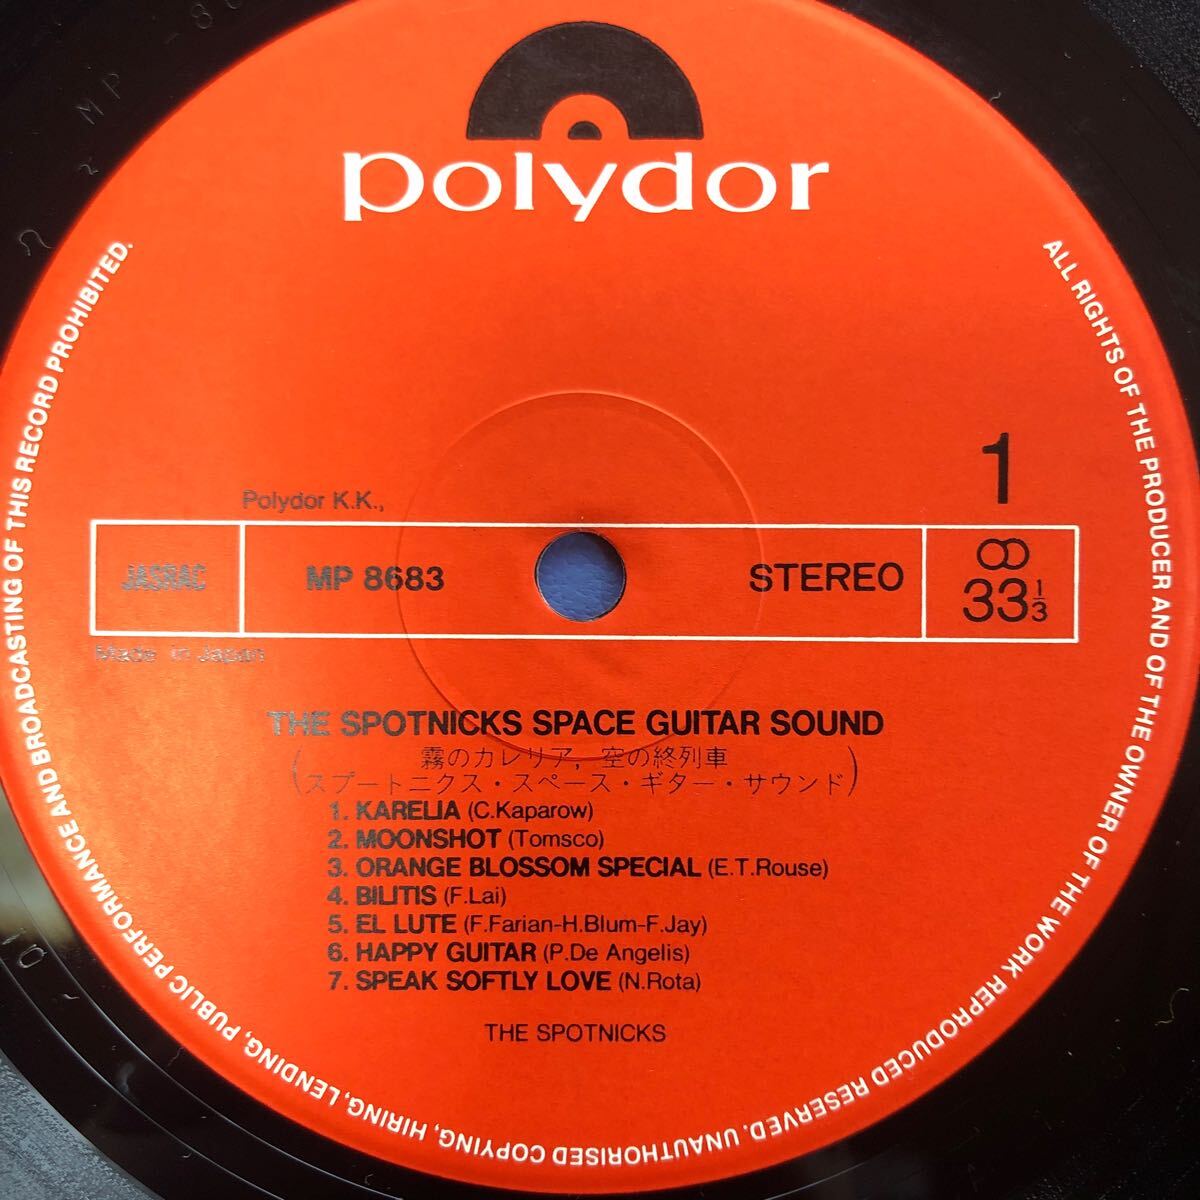 polydor
1
Polydor K.K.,
JASRAC
MP 8683
STEREO
33 1/3
Made in Japan
THE SPOTNICKS SPACE GUITAR SOUND
(霧のカレリア, 空の終列車
スプートニクス・スペース・ギター・サウンド)
1. KARELIA (C.Kaparow)
2. MOONSHOT (Tomsco)
3. ORANGE BLOSSOM SPECIAL (E.T.Rouse)
4. BILITIS (F.Lai)
5. EL LUTE (F.Farian-H.Blum-F.Jay)
6. HAPPY GUITAR (P.De Angelis)
7. SPEAK SOFTLY LOVE (N.Rota)
THE SPOTNICKS
ALL RIGHTS OF THE PRODUCER AND OF THE OWNER OF THE WORK REPRODUCED RESERVED. UNAUTHORISED COPYING, HIRING, LENDING, PUBLIC PERFORMANCE AND BROADCASTING OF THIS RECORD PROHIBITED.